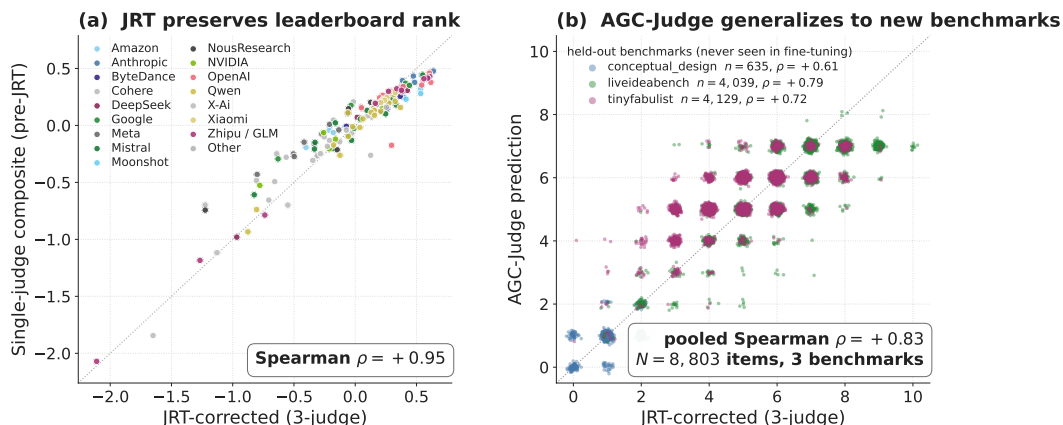 (a) JRT preserves leaderboard rank
Amazon
Anthropic
ByteDance
Cohere
DeepSeek
Google
Meta
Mistral
Moonshot
NousResearch
NVIDIA
OpenAI
Qwen
X-Ai
Xiaomi
Zhipu / GLM
Other
Single-judge composite (pre-JRT)
0.5
0.0
−0.5
−1.0
−1.5
−2.0
Spearman ρ = +0.95
−2.0 −1.5 −1.0 −0.5 0.0 0.5
JRT-corrected (3-judge)
(b) AGC-Judge generalizes to new benchmarks
held-out benchmarks (never seen in fine-tuning)
conceptual_design n = 635, ρ = +0.61
liveideabench n = 4,039, ρ = +0.79
tinyfabulist n = 4,129, ρ = +0.72
AGC-Judge prediction
10
8
6
4
2
0
pooled Spearman ρ = +0.83
N = 8,803 items, 3 benchmarks
0 2 4 6 8 10
JRT-corrected (3-judge)